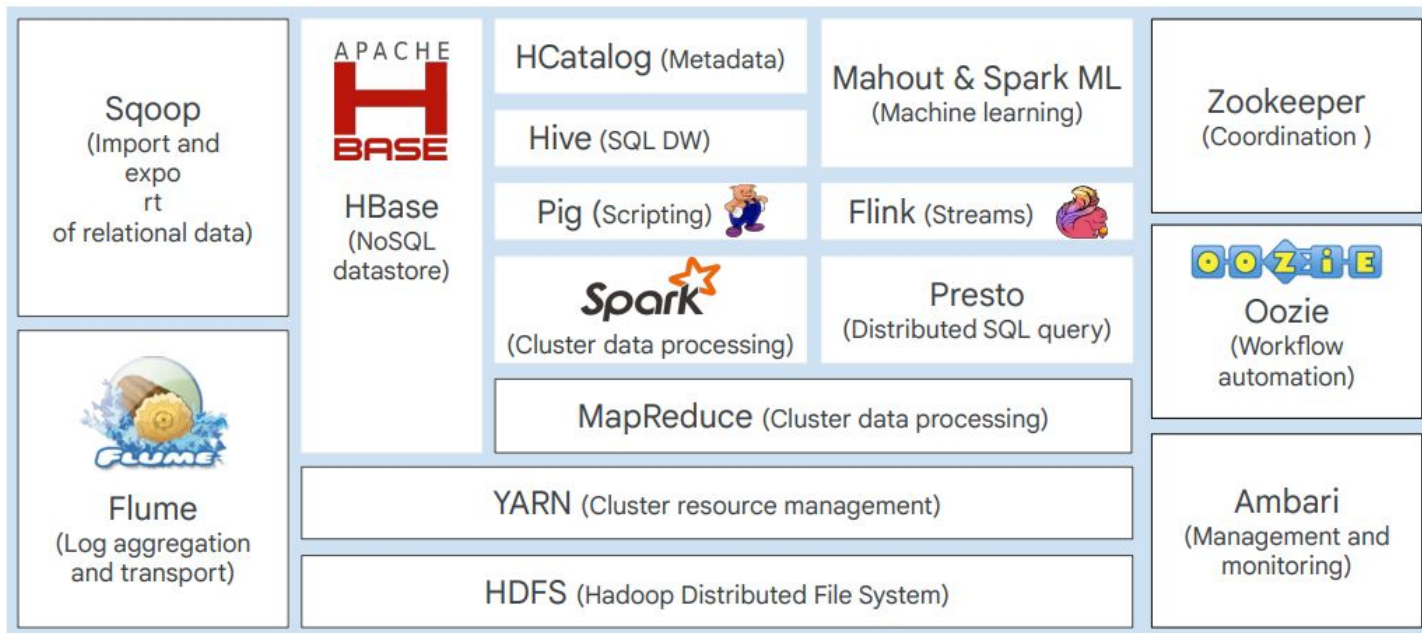 Sqoop
(Import and
expo
rt
of relational data)
FLUME
Flume
(Log aggregation
and transport)
APACHE
H
BASE
HBase
(NoSQL
datastore)
HCatalog (Metadata)
Hive (SQL DW)
Pig (Scripting)
Spark
(Cluster data processing)
Mahout & Spark ML
(Machine learning)
Flink (Streams)
Presto
(Distributed SQL query)
MapReduce (Cluster data processing)
YARN (Cluster resource management)
HDFS (Hadoop Distributed File System)
Zookeeper
(Coordination )
OOZIE
Oozie
(Workflow
automation)
Ambari
(Management and
monitoring)